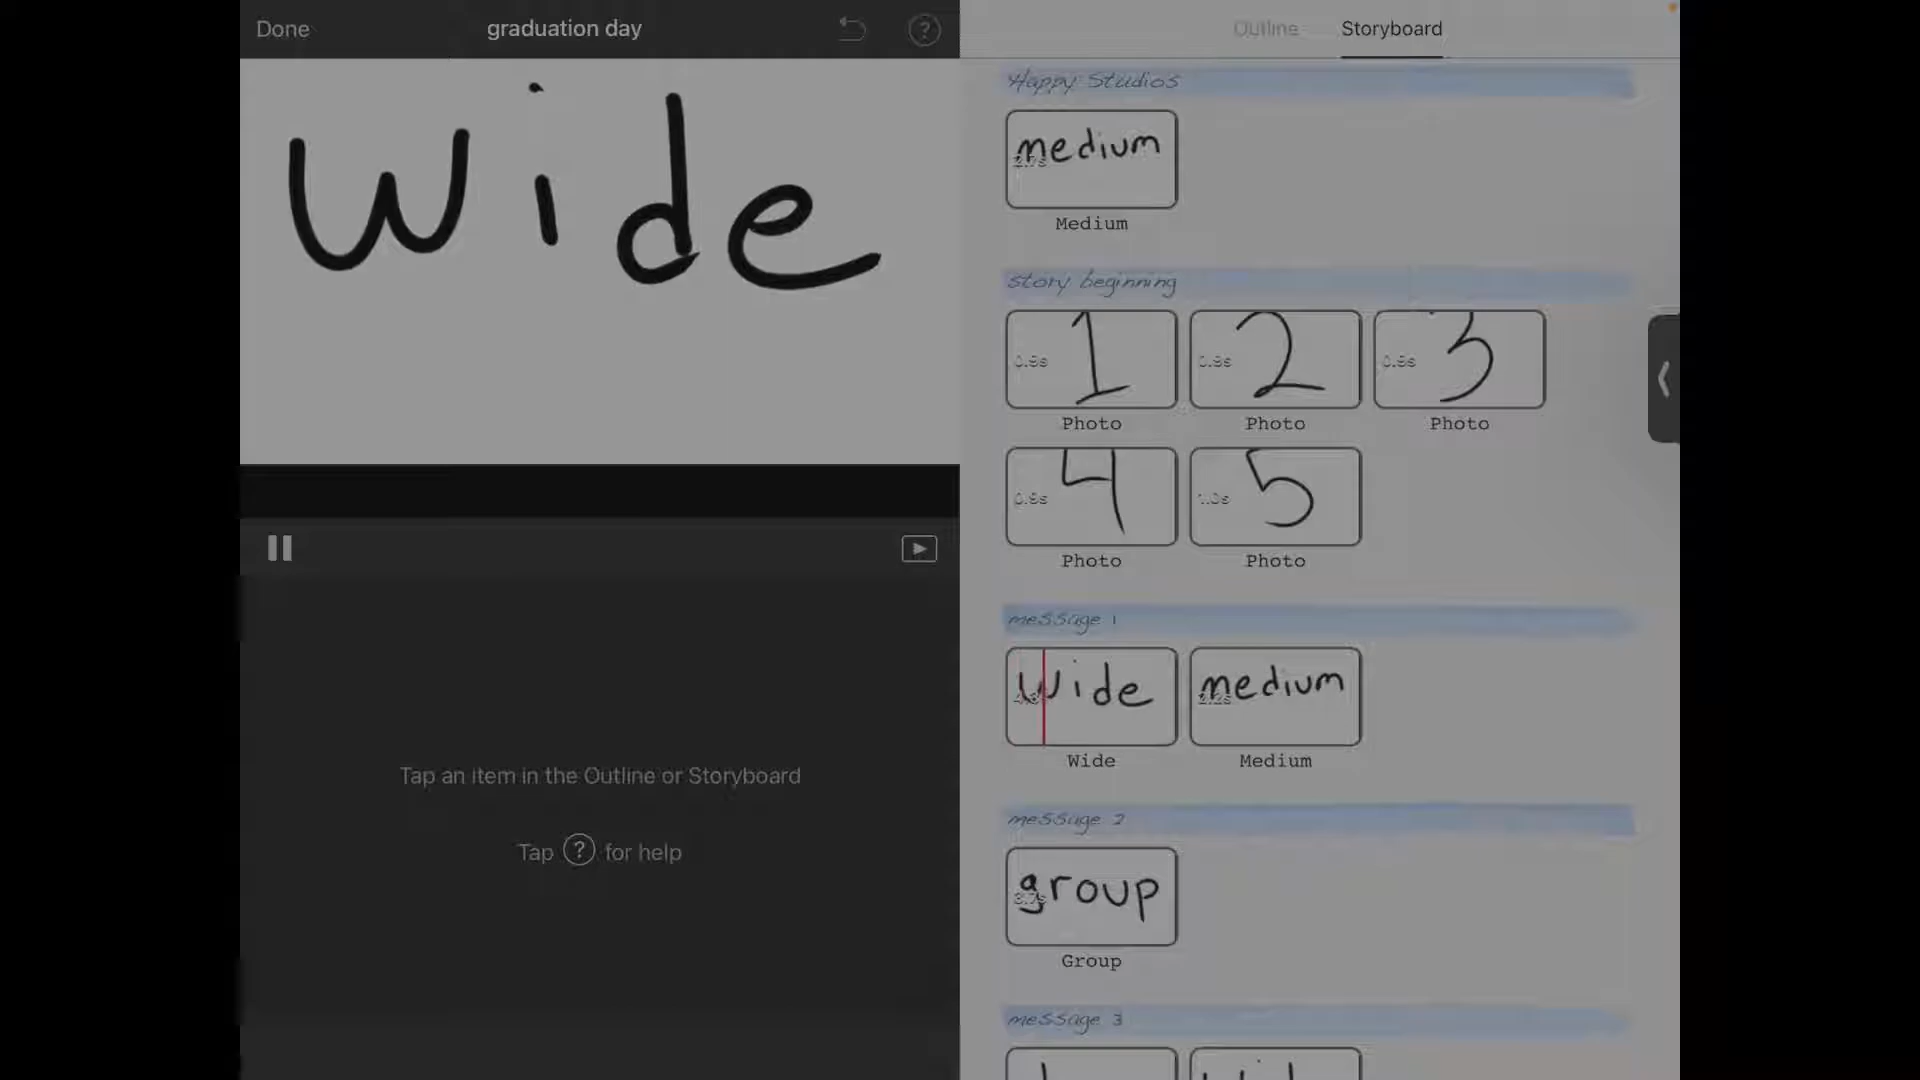 Done graduation day ?
Wide
Tap an item in the Outline or Storyboard
Tap ? for help
Outline Storyboard
Happy Studios
medium
Medium
story beginning
1 2 3
Photo Photo Photo
4 5
Photo Photo
message 1
Wide medium
Wide Medium
message 2
group
Group
message 3